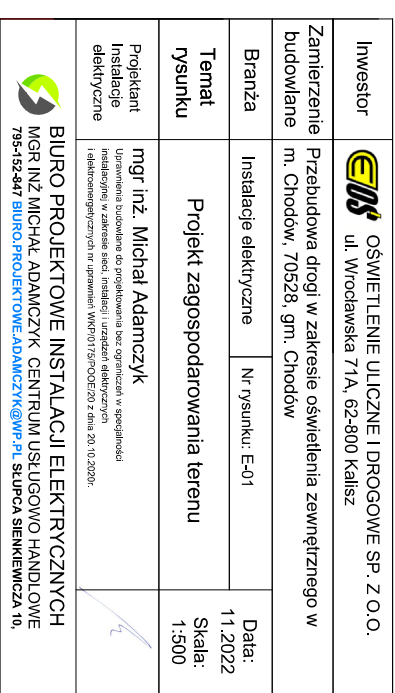 Inwestor
EOŚ
OŚWIETLENIE ULICZNE I DROGOWE SP. Z O.O.
ul. Wrocławska 71A, 62-800 Kalisz
Zamierzenie
budowlane
Przebudowa drogi w zakresie oświetlenia zewnętrznego w
m. Chodów, 70528, gm. Chodów
Branża
Instalacje elektryczne
Nr rysunku: E-01
Temat
rysunku
Projekt zagospodarowania terenu
Data:
11.2022
Skala:
1:500
Projektant
Instalacje
elektryczne
mgr inż. Michał Adamczyk
Uprawnienia budowlane do projektowania bez ograniczeń w specjalności
instalacyjnej w zakresie sieci, instalacji i urządzeń elektrycznych
i elektroenergetycznych nr uprawnień WKP/0175/POOE/20 z dnia 20.10.2020r.
BIURO PROJEKTOWE INSTALACJI ELEKTRYCZNYCH
MGR INŻ MICHAŁ ADAMCZYK CENTRUM USŁUGOWO HANDLOWE
795-152-847 BIURO.PROJEKTOWE.ADAMCZYK@WP.PL SŁUPCA SIENKIEWICZA 10,